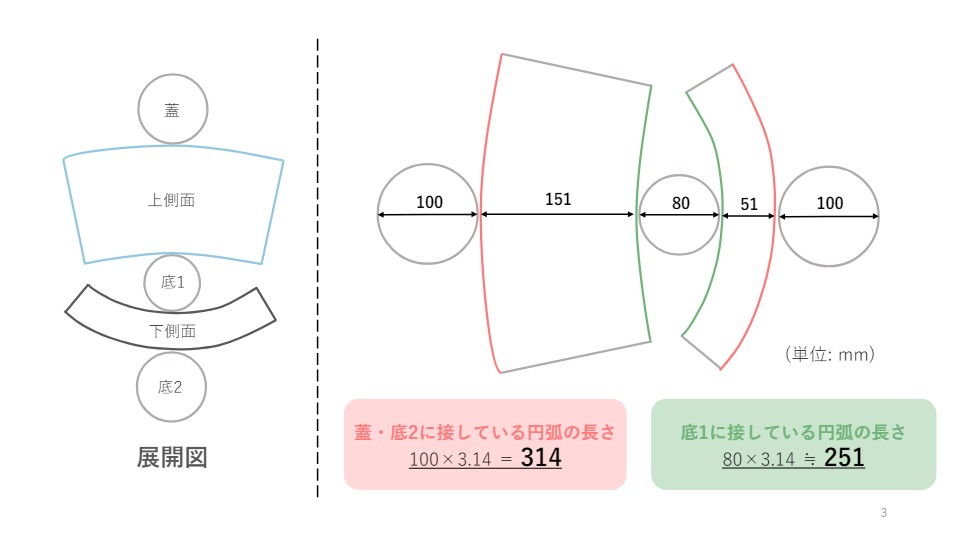 蓋
上側面
底1
下側面
底2
展開図
100
151
80
51
100
(単位: mm)
蓋・底2に接している円弧の長さ
100×3.14 = 314
底1に接している円弧の長さ
80×3.14 ≒ 251
3